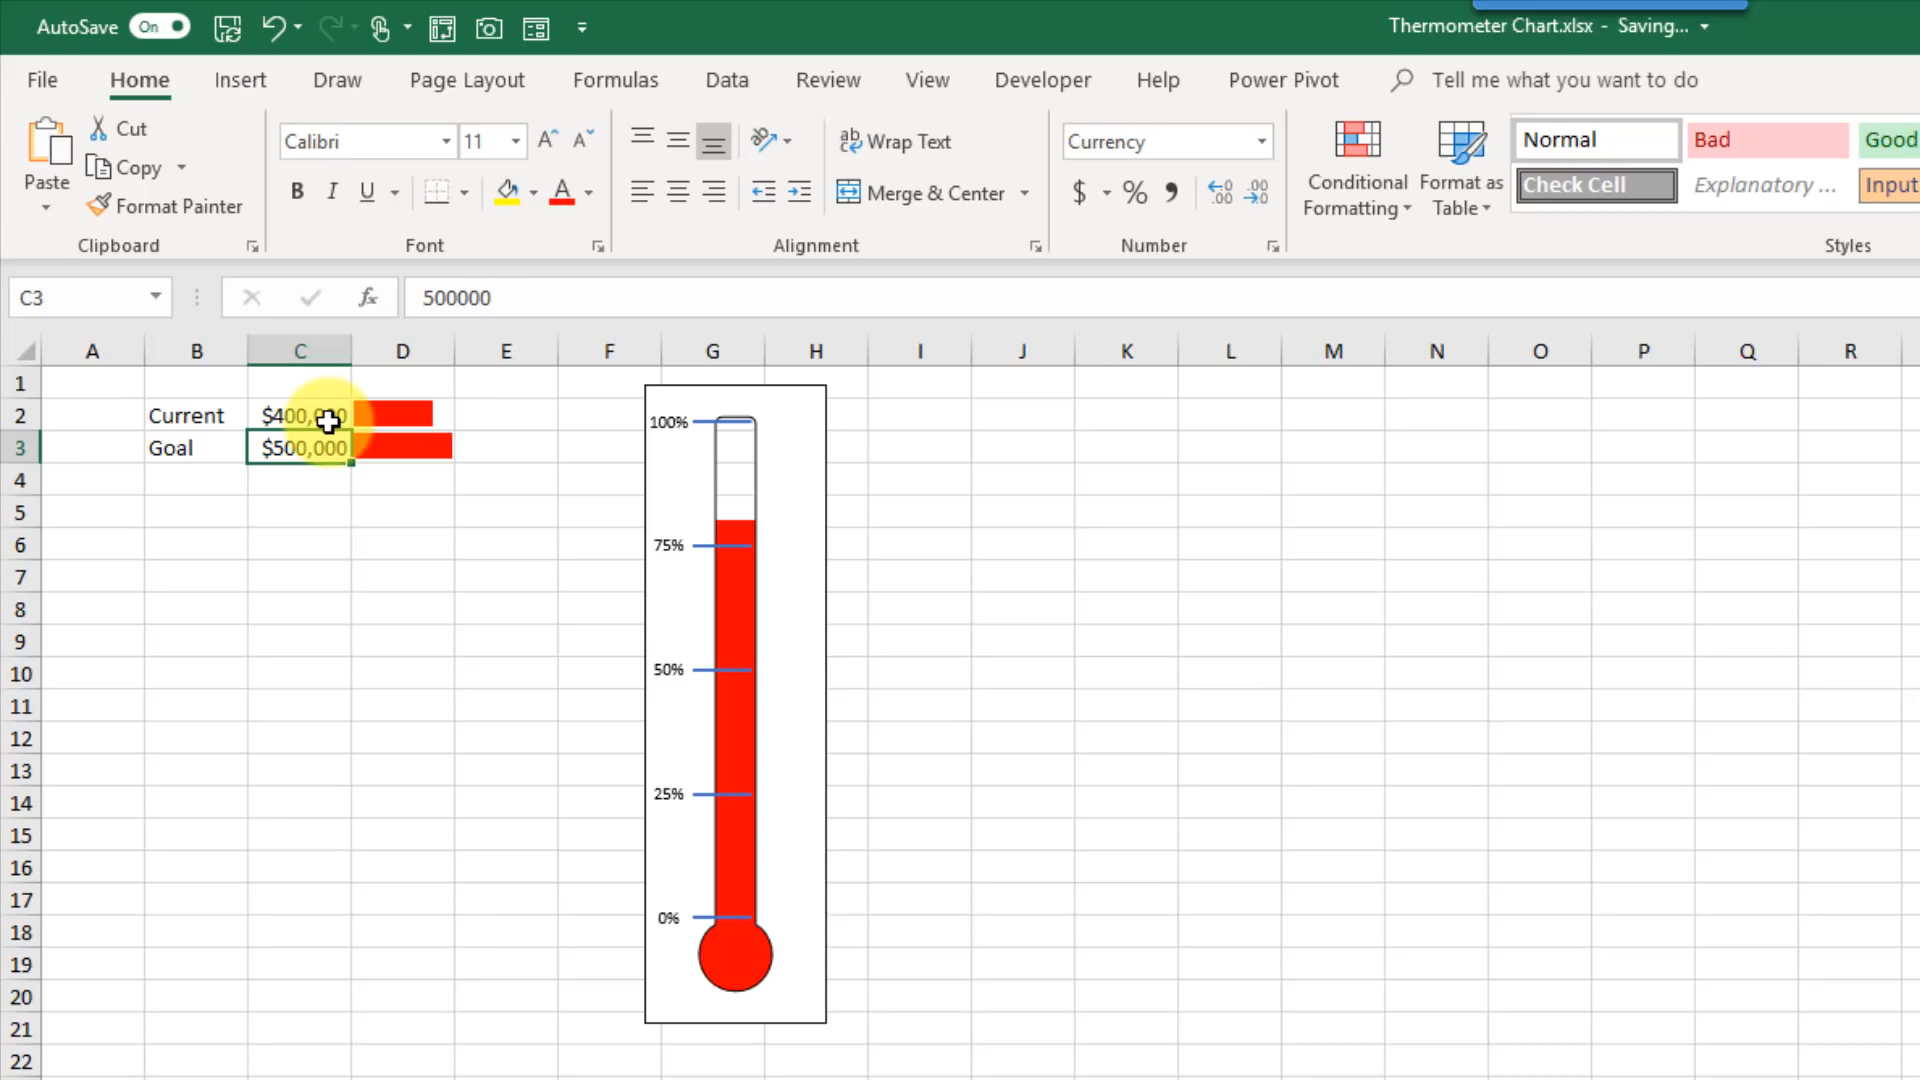 AutoSave On Thermometer Chart.xlsx - Saving...
File Home Insert Draw Page Layout Formulas Data Review View Developer Help Power Pivot Tell me what you want to do
Paste
Cut
Copy
Format Painter
Clipboard
Calibri 11
B I U
Font
Wrap Text
Merge & Center
Alignment
Currency
$ % ,
Number
Conditional
Formatting
Format as
Table
Normal Bad Good
Check Cell Explanatory ... Input
Styles
C3 fx 500000
A B C D E F G H I J K L M N O P Q R
1
2 Current $400,000
3 Goal $500,000
4
5
6
7
8
9
10
11
12
13
14
15
16
17
18
19
20
21
22
100%
75%
50%
25%
0%